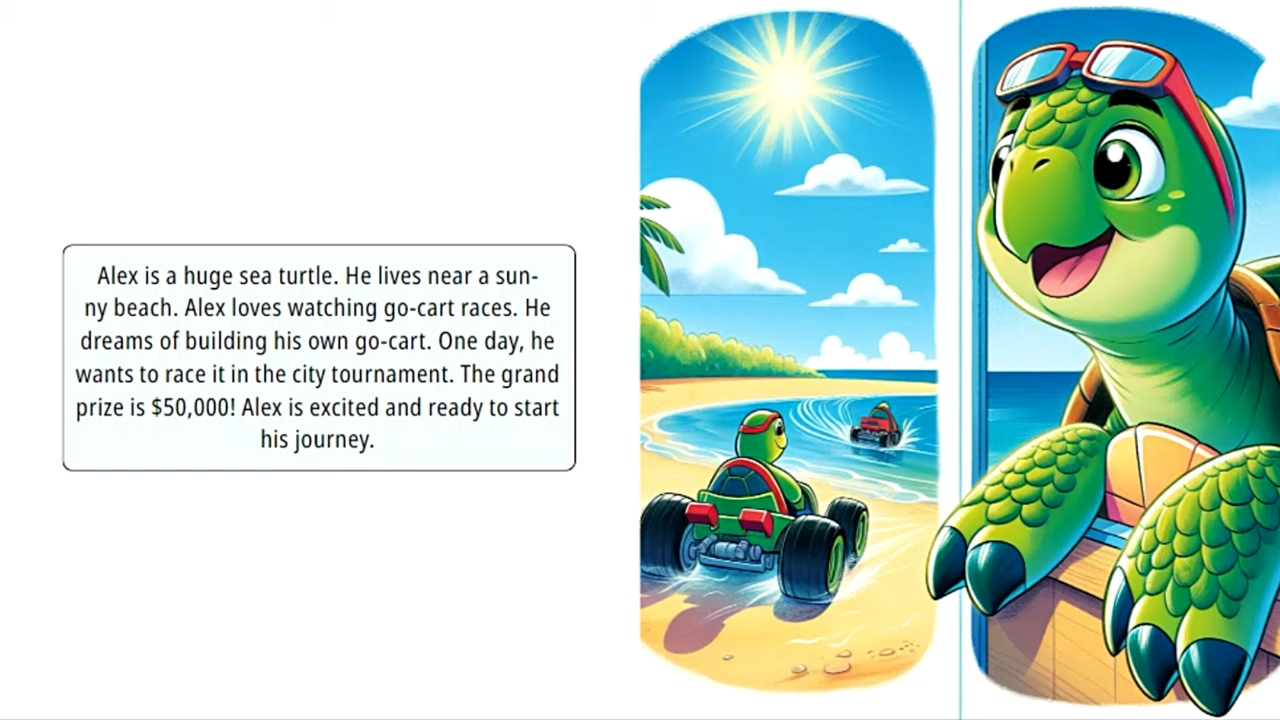 Alex is a huge sea turtle. He lives near a sun-
ny beach. Alex loves watching go-cart races. He
dreams of building his own go-cart. One day, he
wants to race it in the city tournament. The grand
prize is $50,000! Alex is excited and ready to start
his journey.